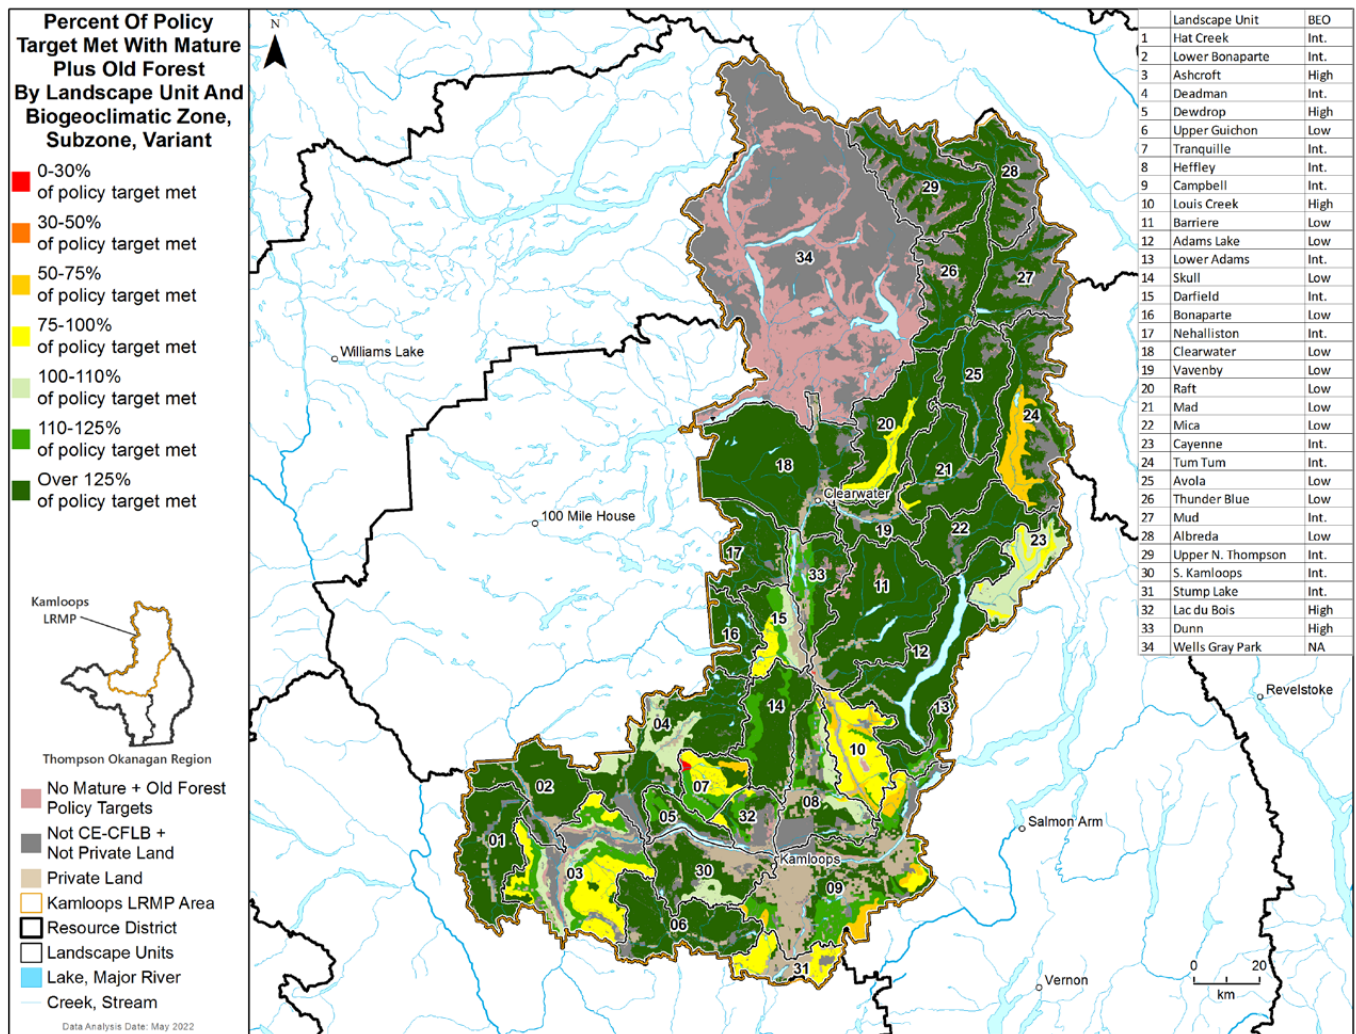 Percent Of Policy
Target Met With Mature
Plus Old Forest
By Landscape Unit And
Biogeoclimatic Zone,
Subzone, Variant
0-30%
of policy target met
30-50%
of policy target met
50-75%
of policy target met
75-100%
of policy target met
100-110%
of policy target met
110-125%
of policy target met
Over 125%
of policy target met
Kamloops
LRMP
Thompson Okanagan Region
No Mature + Old Forest
Policy Targets
Not CE-CFLB +
Not Private Land
Private Land
Kamloops LRMP Area
Resource District
Landscape Units
Lake, Major River
Creek, Stream
Data Analysis Date: May 2022
N
29
28
34
26
27
Williams Lake
25
20
24
18
21
Clearwater
100 Mile House
19
22
23
17
33
11
15
16
12
Revelstoke
14
13
04
10
02
07
08
05
32
Salmon Arm
01
Kamloops
03
30
09
06
31
Vernon
0 20
km
Landscape Unit BEO
1 Hat Creek Int.
2 Lower Bonaparte Int.
3 Ashcroft High
4 Deadman Int.
5 Dewdrop High
6 Upper Guichon Low
7 Tranquille Int.
8 Heffley Int.
9 Campbell Int.
10 Louis Creek High
11 Barriere Low
12 Adams Lake Low
13 Lower Adams Int.
14 Skull Low
15 Darfield Int.
16 Bonaparte Low
17 Nehalliston Int.
18 Clearwater Low
19 Vavenby Low
20 Raft Low
21 Mad Low
22 Mica Low
23 Cayenne Int.
24 Tum Tum Int.
25 Avola Low
26 Thunder Blue Low
27 Mud Int.
28 Albreda Low
29 Upper N. Thompson Int.
30 S. Kamloops Int.
31 Stump Lake Int.
32 Lac du Bois High
33 Dunn High
34 Wells Gray Park NA